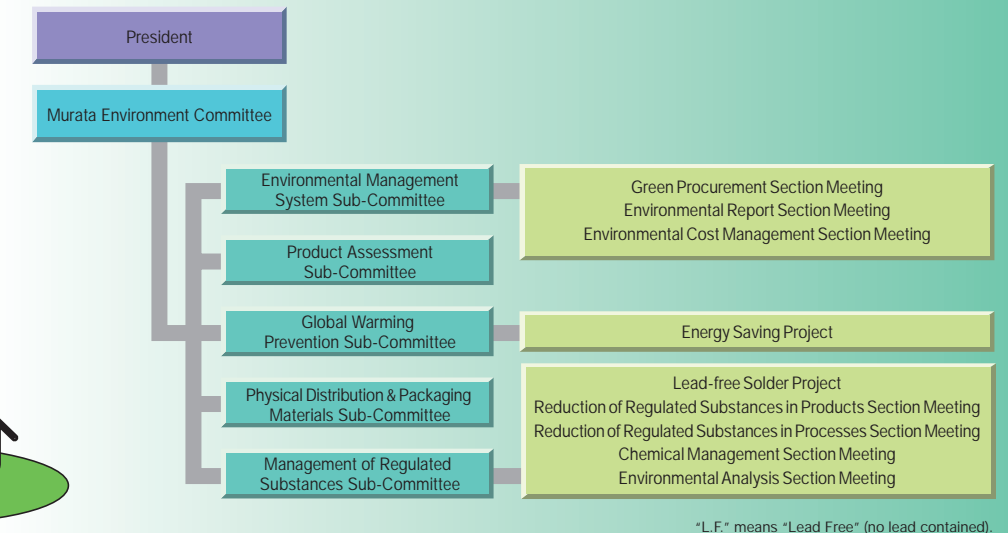 President
Murata Environment Committee
Environmental Management
System Sub-Committee
Green Procurement Section Meeting
Environmental Report Section Meeting
Environmental Cost Management Section Meeting
Product Assessment
Sub-Committee
Global Warming
Prevention Sub-Committee
Energy Saving Project
Physical Distribution & Packaging
Materials Sub-Committee
Management of Regulated
Substances Sub-Committee
Lead-free Solder Project
Reduction of Regulated Substances in Products Section Meeting
Reduction of Regulated Substances in Processes Section Meeting
Chemical Management Section Meeting
Environmental Analysis Section Meeting
"L.F." means "Lead Free" (no lead contained).